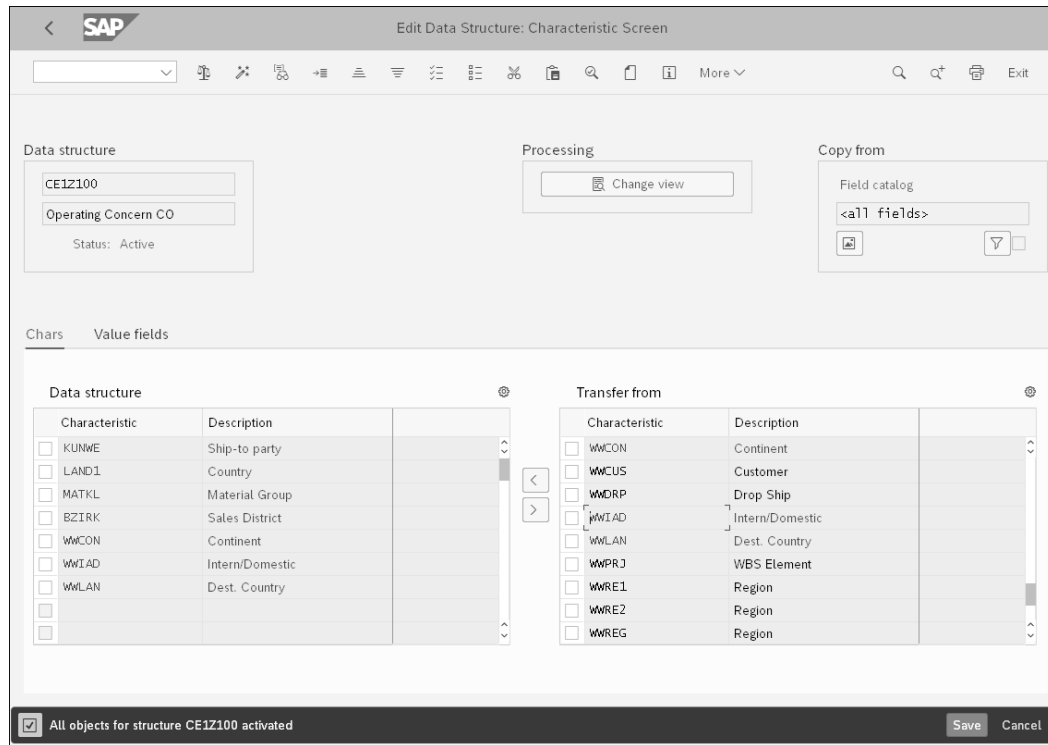 SAP
Edit Data Structure: Characteristic Screen
More
Exit
Data structure
CE1Z100
Operating Concern CO
Status: Active
Processing
Change view
Copy from
Field catalog
<all fields>
Chars Value fields
Data structure
Characteristic Description
KUNWE Ship-to party
LAND1 Country
MATKL Material Group
BZIRK Sales District
WWCON Continent
WWIAD Intern/Domestic
WWLAN Dest. Country
Transfer from
Characteristic Description
WWCON Continent
WWCUS Customer
WWDRP Drop Ship
WWIAD Intern/Domestic
WWLAN Dest. Country
WWPRJ WBS Element
WWRE1 Region
WWRE2 Region
WWREG Region
All objects for structure CE1Z100 activated
Save Cancel